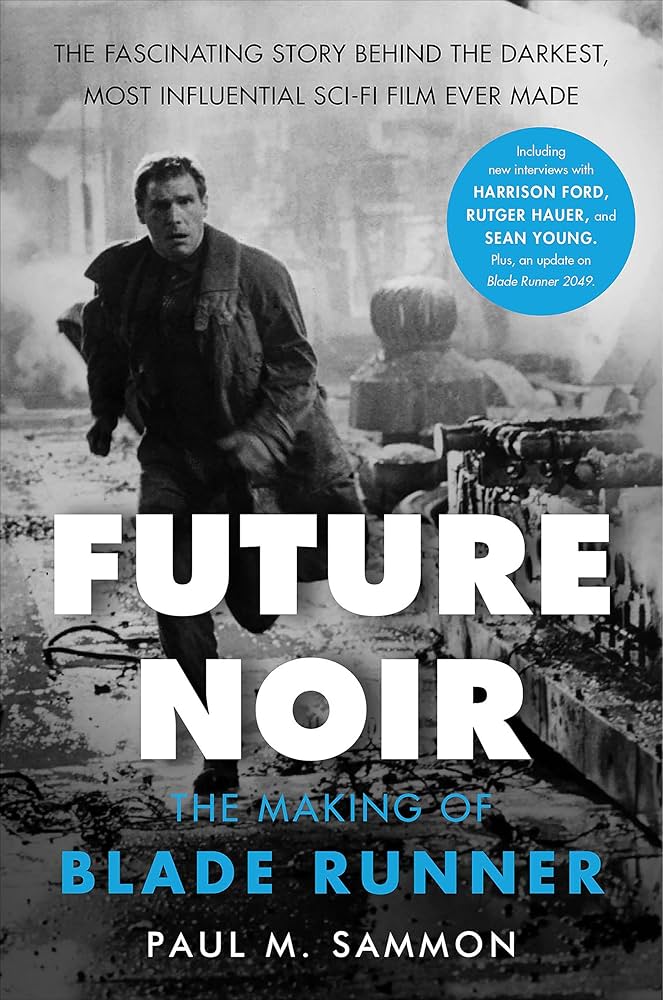 THE FASCINATING STORY BEHIND THE DARKEST,
MOST INFLUENTIAL SCI-FI FILM EVER MADE
Including
new interviews with
HARRISON FORD,
RUTGER HAUER, and
SEAN YOUNG.
Plus, an update on
Blade Runner 2049.
FUTURE
NOIR
THE MAKING OF
BLADE RUNNER
PAUL M. SAMMON